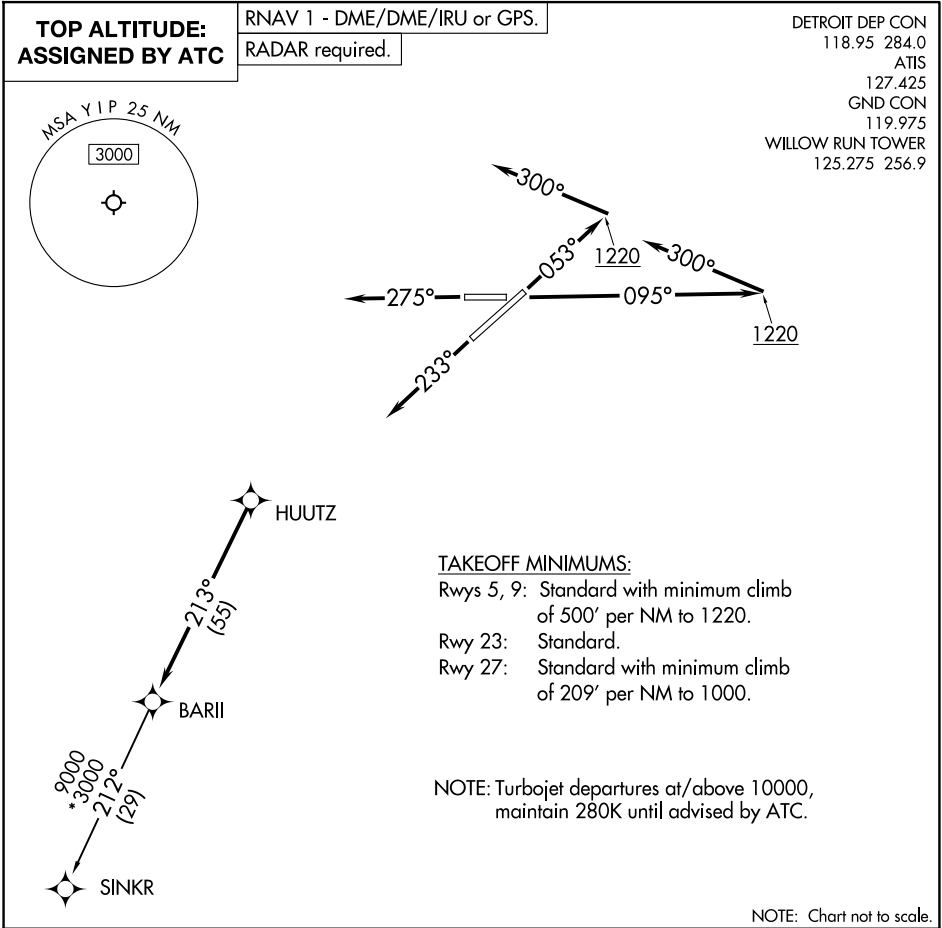 TOP ALTITUDE:
ASSIGNED BY ATC
RNAV 1 - DME/DME/IRU or GPS.
RADAR required.
DETROIT DEP CON
118.95 284.0
ATIS
127.425
GND CON
119.975
WILLOW RUN TOWER
125.275 256.9
MSA YIP 25 NM
3000
300°
053°
1220
300°
275°
095°
1220
233°
HUUTZ
213°
(55)
BARII
9000
*3000
212°
(29)
SINKR
TAKEOFF MINIMUMS:
Rwys 5, 9: Standard with minimum climb
of 500' per NM to 1220.
Rwy 23: Standard.
Rwy 27: Standard with minimum climb
of 209' per NM to 1000.
NOTE: Turbojet departures at/above 10000,
maintain 280K until advised by ATC.
NOTE: Chart not to scale.